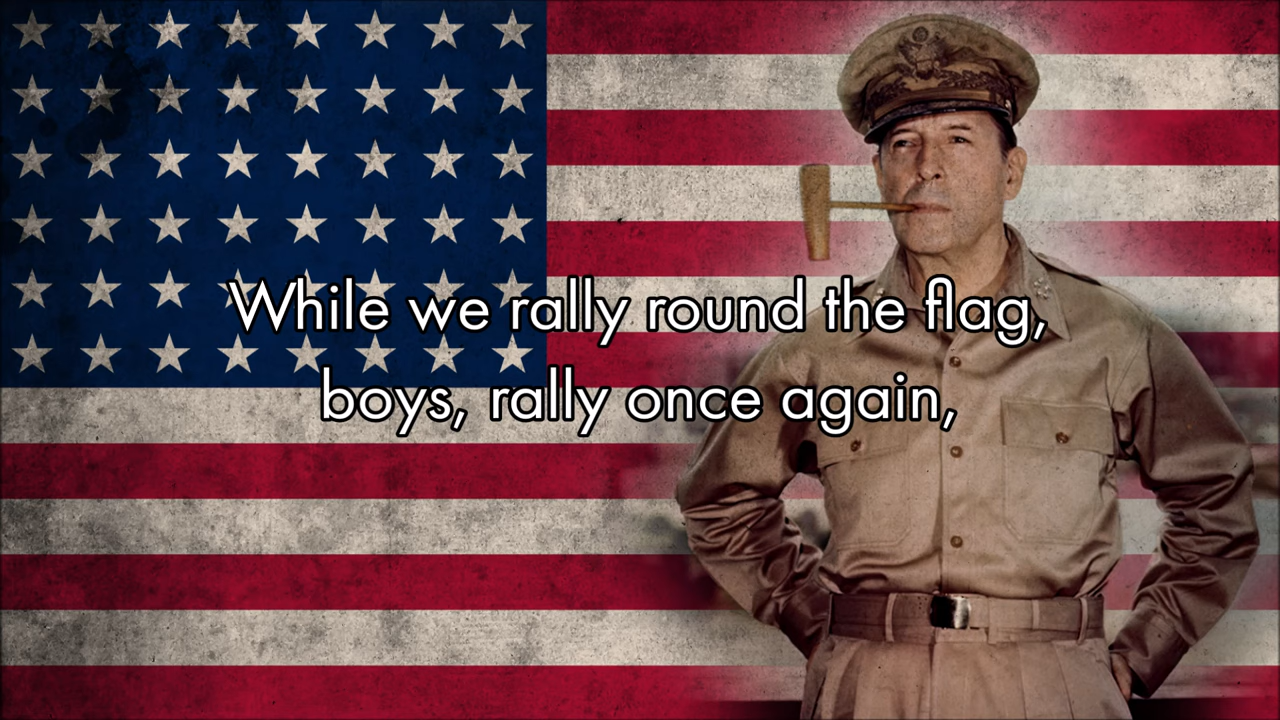 While we rally round the flag,
boys, rally once again,